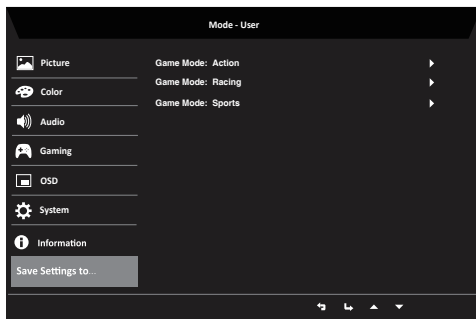 Mode - User
Picture
Color
Audio
Gaming
OSD
System
Information
Save Settings to...
Game Mode: Action
Game Mode: Racing
Game Mode: Sports